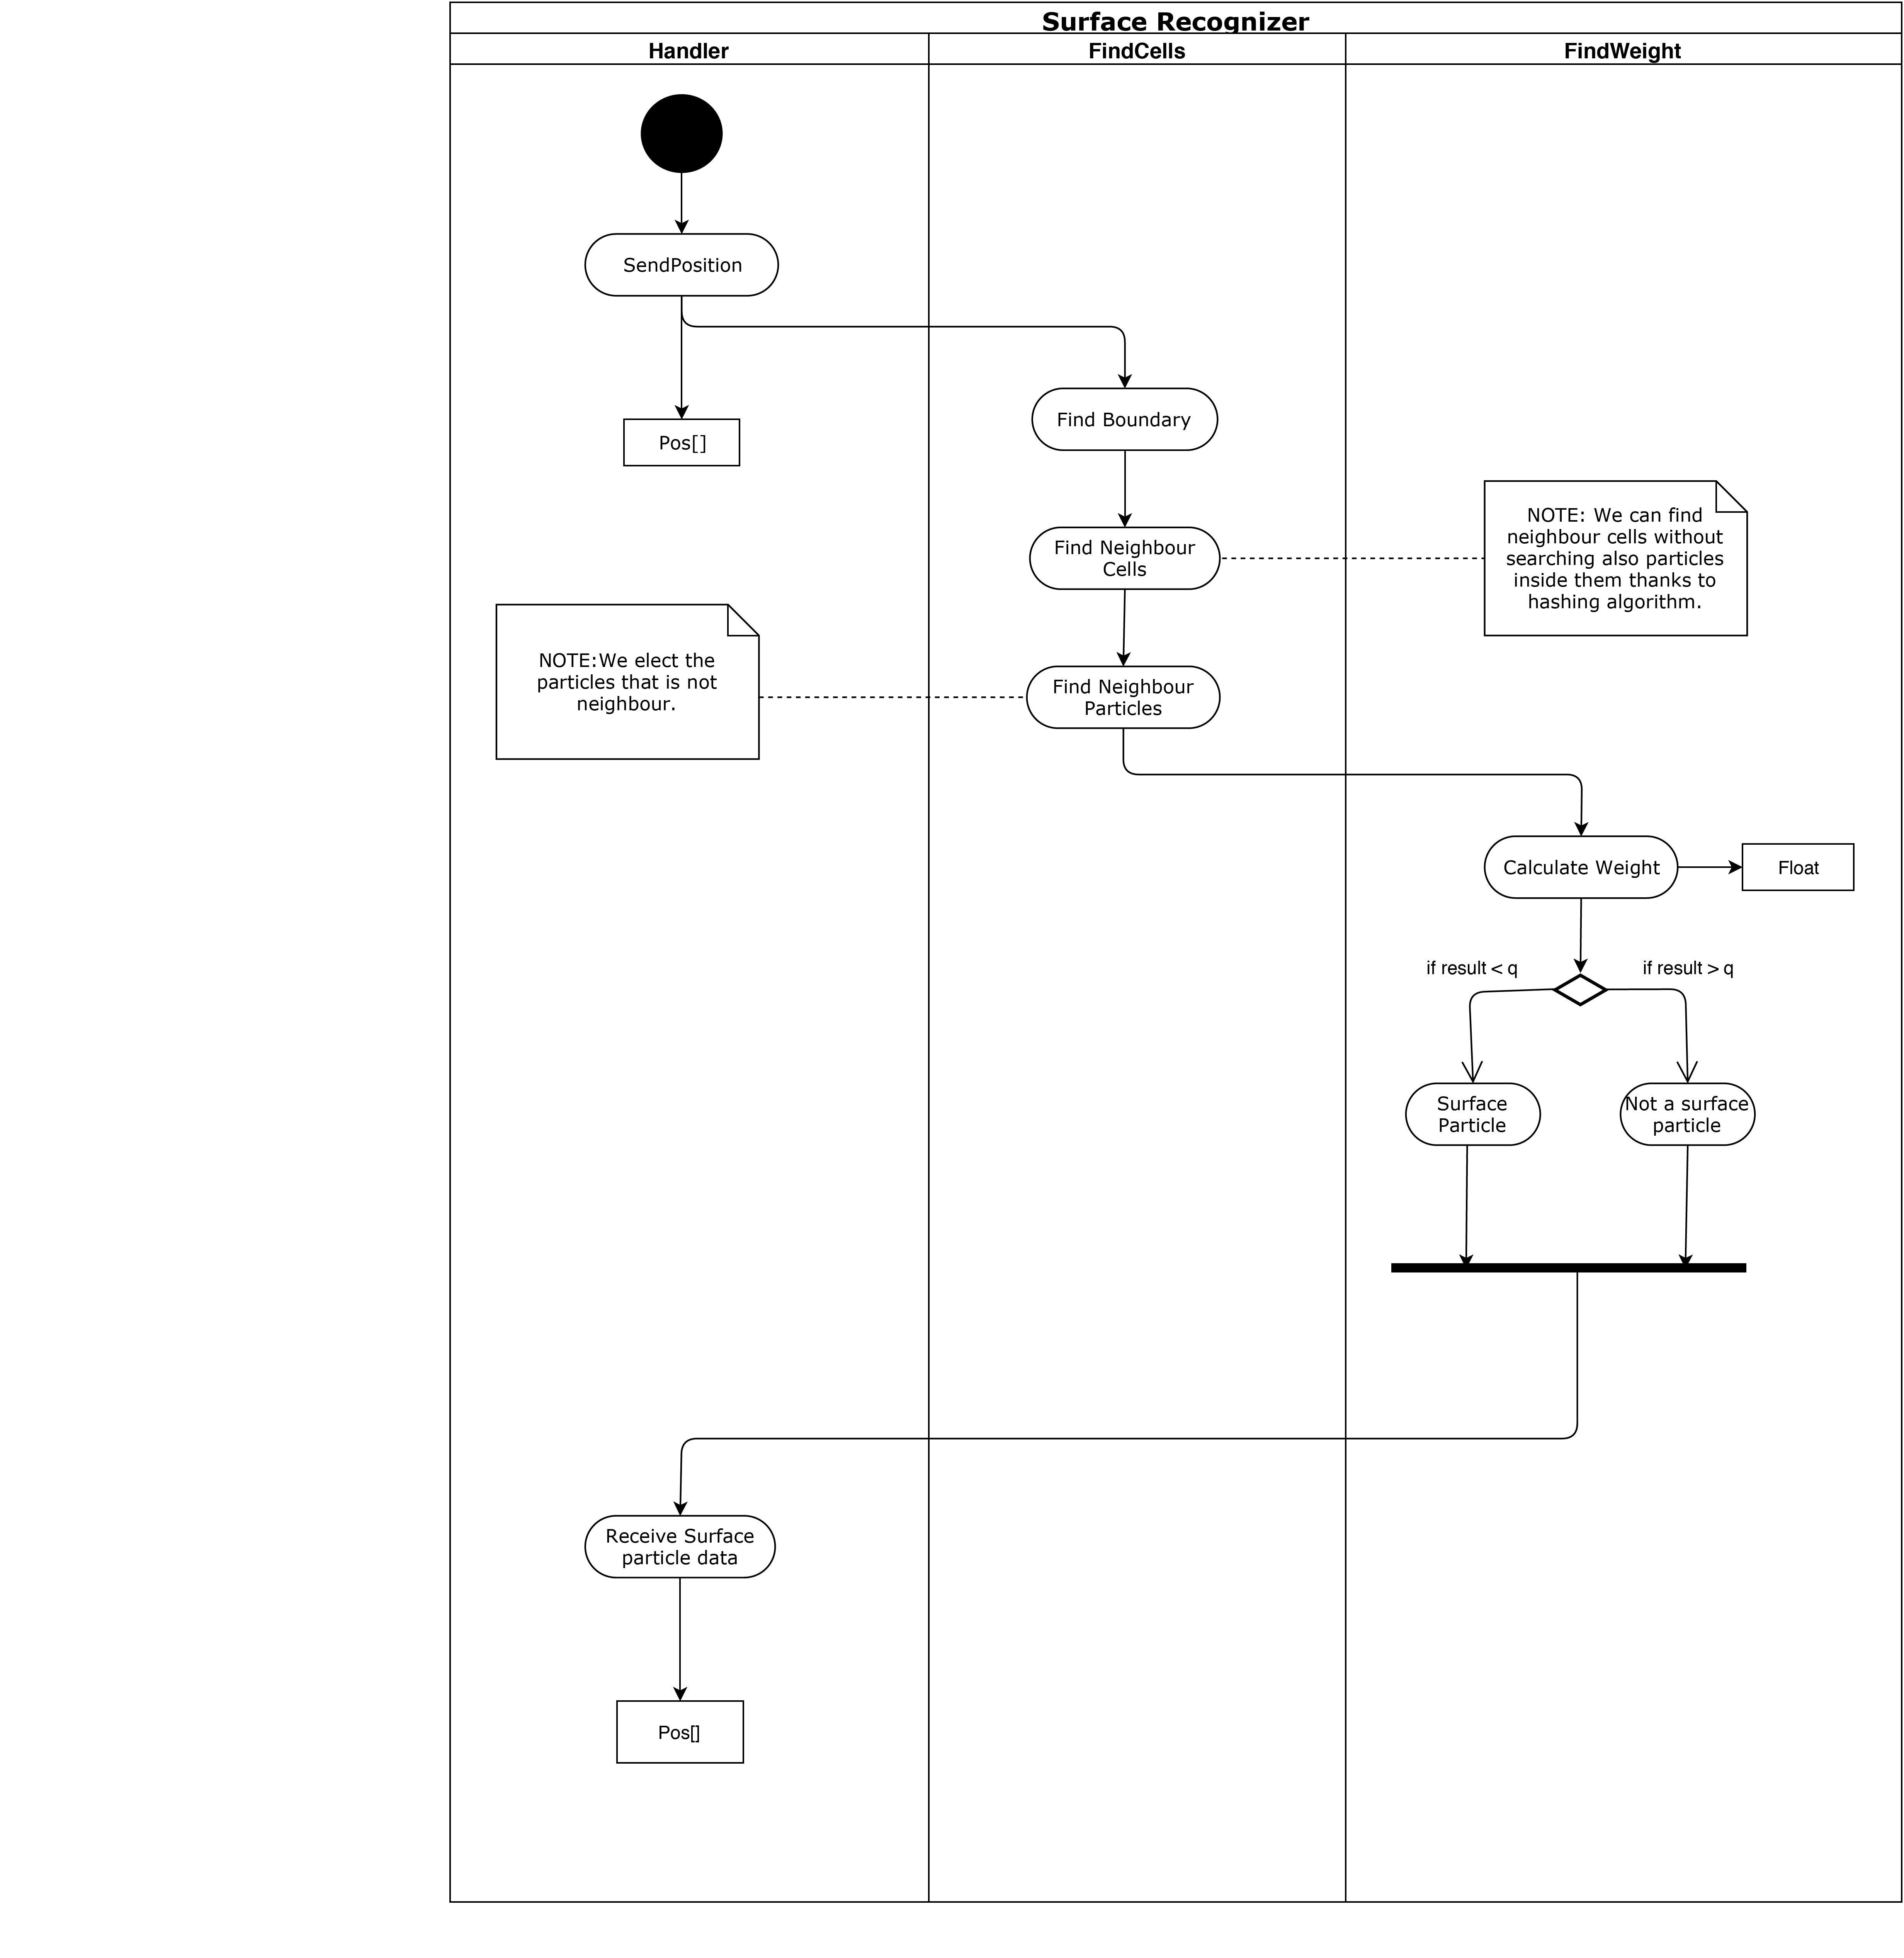 Surface Recognizer
Handler
FindCells
FindWeight
SendPosition
Pos[]
Find Boundary
Find Neighbour
Cells
NOTE: We can find
neighbour cells without
searching also particles
inside them thanks to
hashing algorithm.
NOTE:We elect the
particles that is not
neighbour.
Find Neighbour
Particles
Calculate Weight
Float
if result < q
if result > q
Surface
Particle
Not a surface
particle
Receive Surface
particle data
Pos[]